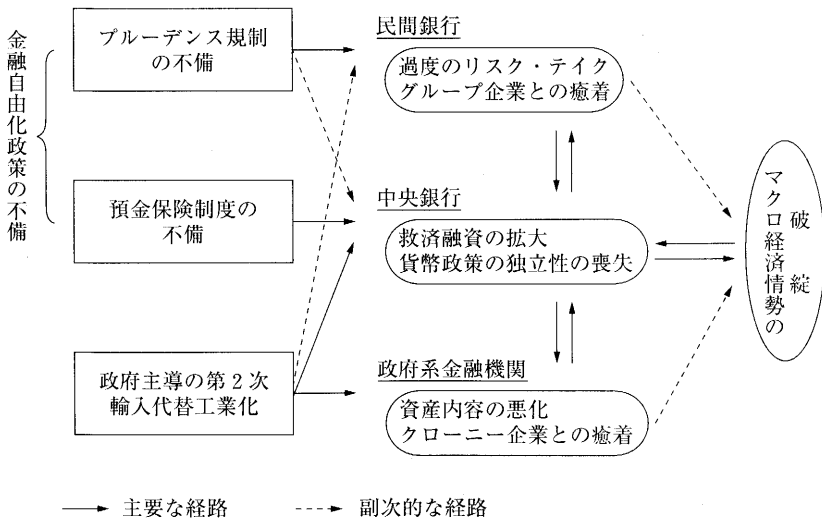 金融自由化政策の不備
プルーデンス規制
の不備
預金保険制度の
不備
政府主導の第2次
輸入代替工業化
民間銀行
過度のリスク・テイク
グループ企業との癒着
中央銀行
救済融資の拡大
貨幣政策の独立性の喪失
政府系金融機関
資産内容の悪化
クローニー企業との癒着
マクロ経済情勢の
破綻
主要な経路
副次的な経路